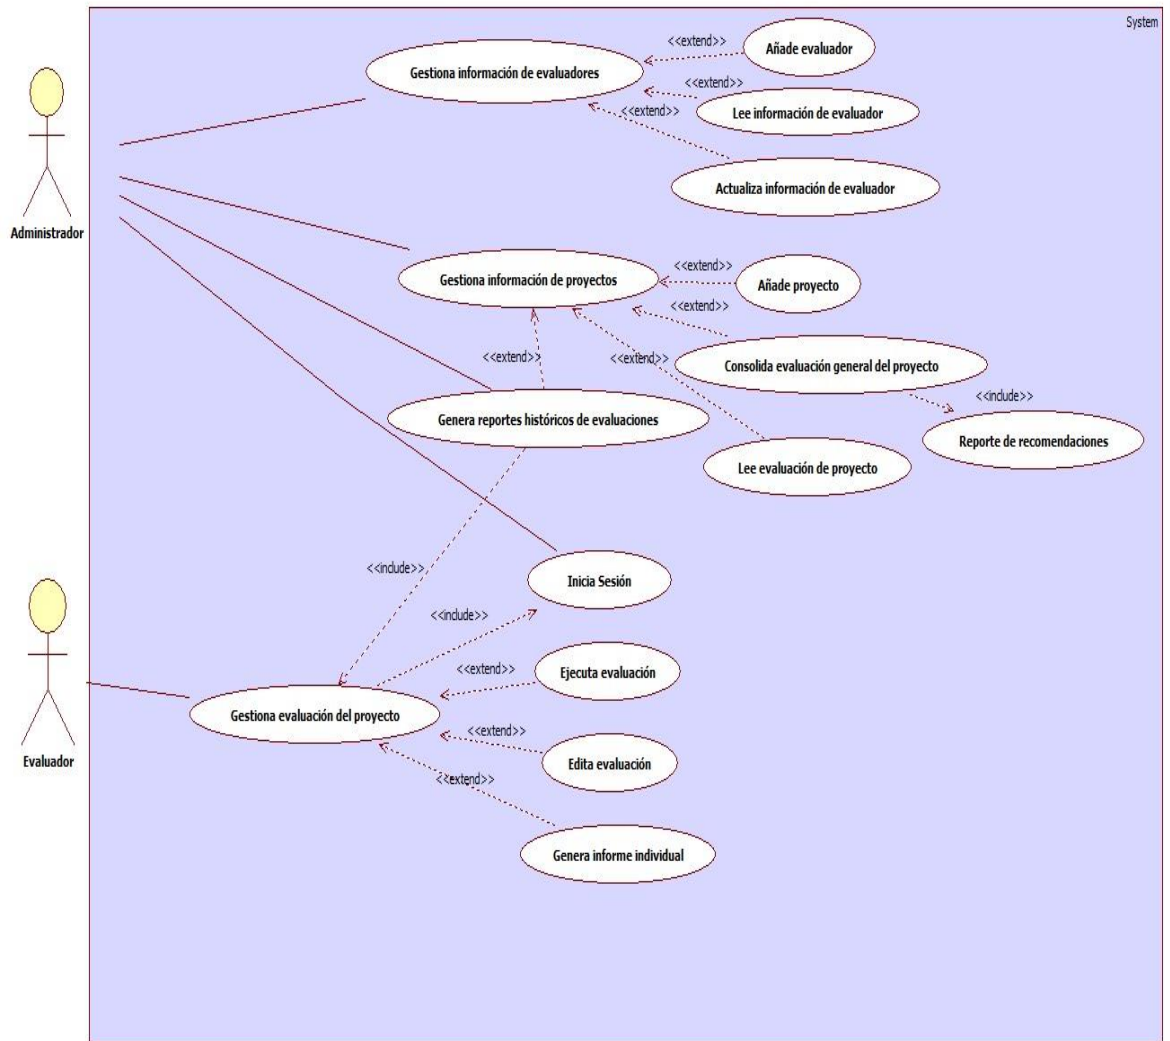 System
<<extend>>
Añade evaluador
Gestiona información de evaluadores
<<extend>>
Lee información de evaluador
<<extend>>
Actualiza información de evaluador
Administrador
Gestiona información de proyectos
<<extend>>
Añade proyecto
<<extend>>
<<extend>>
<<extend>>
Consolida evaluación general del proyecto
<<include>>
Genera reportes históricos de evaluaciones
Reporte de recomendaciones
Lee evaluación de proyecto
<<include>>
Inicia Sesión
<<include>>
<<extend>>
Ejecuta evaluación
Gestiona evaluación del proyecto
<<extend>>
Edita evaluación
Evaluador
<<extend>>
Genera informe individual